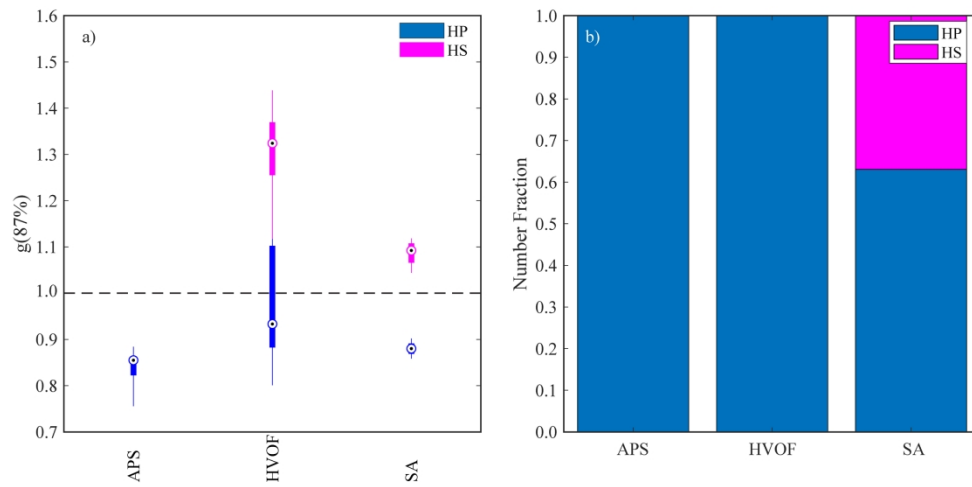 a)
HP
HS
1.6
1.5
1.4
1.3
1.2
1.1
1.0
0.9
0.8
0.7
g(87%)
APS
HVOF
SA
b)
HP
HS
1.0
0.9
0.8
0.7
0.6
0.5
0.4
0.3
0.2
0.1
0.0
Number Fraction
APS HVOF SA